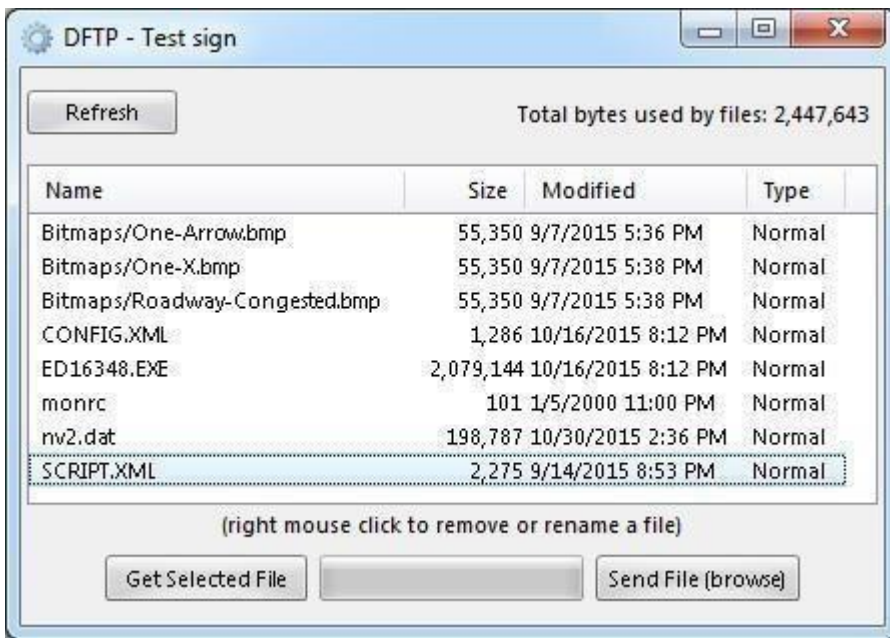 DFTP - Test sign
Refresh Total bytes used by files: 2,447,643
Name Size Modified Type
Bitmaps/One-Arrow.bmp 55,350 9/7/2015 5:36 PM Normal
Bitmaps/One-X.bmp 55,350 9/7/2015 5:38 PM Normal
Bitmaps/Roadway-Congested.bmp 55,350 9/7/2015 5:38 PM Normal
CONFIG.XML 1,286 10/16/2015 8:12 PM Normal
ED16348.EXE 2,079,144 10/16/2015 8:12 PM Normal
monrc 101 1/5/2000 11:00 PM Normal
nv2.dat 198,787 10/30/2015 2:36 PM Normal
SCRIPT.XML 2,275 9/14/2015 8:53 PM Normal
(right mouse click to remove or rename a file)
Get Selected File Send File (browse)